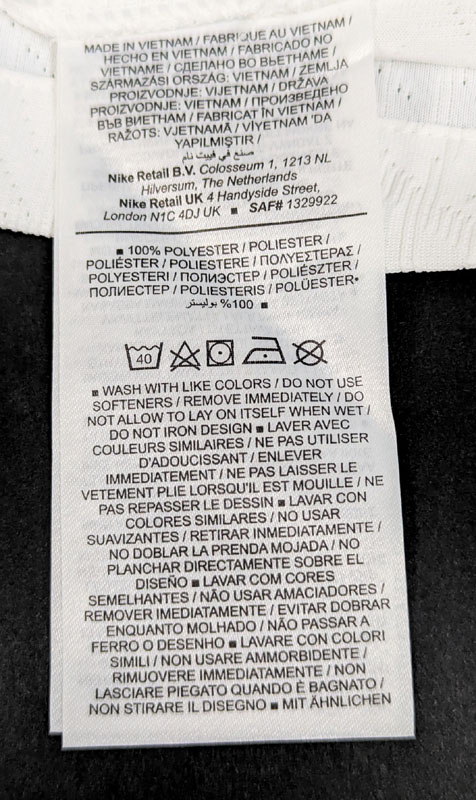 MADE IN VIETNAM / FABRIQUE AU VIETNAM /
HECHO EN VIETNAM / FABRICADO NO
VIETNAME / СДЕЛАНО ВО ВЬЕТНАМЕ /
SZÁRMAZÁSI ORSZÁG: VIETNAM / ZEMLJA
PROIZVODNJE: VIJETNAM / DRŽAVA
PROIZVODNJE: VIETNAM / ПРОИЗВЕДЕНО
ВЪВ ВИЕТНАМ / FABRICAT ÎN VIETNAM /
RAŽOTS: VJETNAMĀ / VİYETNAM 'DA
YAPILMIŞTIR /
صنع في فييت نام
Nike Retail B.V. Colosseum 1, 1213 NL
Hilversum, The Netherlands
Nike Retail UK 4 Handyside Street,
London N1C 4DJ UK ■ SAF# 1329922
■ 100% POLYESTER / POLIESTER /
POLIÉSTER / POLIESTERE / ΠΟΛΥΕΣΤΕΡΑΣ /
POLYESTERI / ПОЛИЭСТЕР / POLIÉSZTER /
ПОЛИЕСТЕР / POLIESTERIS / POLÜESTER•
100% بوليستر ■
40
■ WASH WITH LIKE COLORS / DO NOT USE
SOFTENERS / REMOVE IMMEDIATELY / DO
NOT ALLOW TO LAY ON ITSELF WHEN WET /
DO NOT IRON DESIGN ■ LAVER AVEC
COULEURS SIMILAIRES / NE PAS UTILISER
D'ADOUCISSANT / ENLEVER
IMMEDIATEMENT / NE PAS LAISSER LE
VETEMENT PLIE LORSQU'IL EST MOUILLE / NE
PAS REPASSER LE DESSIN ■ LAVAR CON
COLORES SIMILARES / NO USAR
SUAVIZANTES / RETIRAR INMEDIATAMENTE /
NO DOBLAR LA PRENDA MOJADA / NO
PLANCHAR DIRECTAMENTE SOBRE EL
DISEÑO ■ LAVAR COM CORES
SEMELHANTES / NÃO USAR AMACIADORES /
REMOVER IMEDIATAMENTE / EVITAR DOBRAR
ENQUANTO MOLHADO / NÃO PASSAR A
FERRO O DESENHO ■ LAVARE CON COLORI
SIMILI / NON USARE AMMORBIDENTE /
RIMUOVERE IMMEDIATAMENTE / NON
LASCIARE PIEGATO QUANDO È BAGNATO /
NON STIRARE IL DISEGNO ■ MIT ÄHNLICHEN